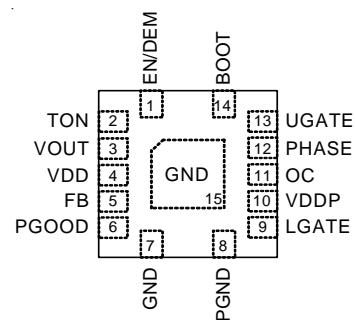 EN/DEM
BOOT
1 14
TON 2 13 UGATE
VOUT 3 12 PHASE
VDD 4 GND 11 OC
FB 5 15 10 VDDP
PGOOD 6 9 LGATE
7 8
GND
PGND